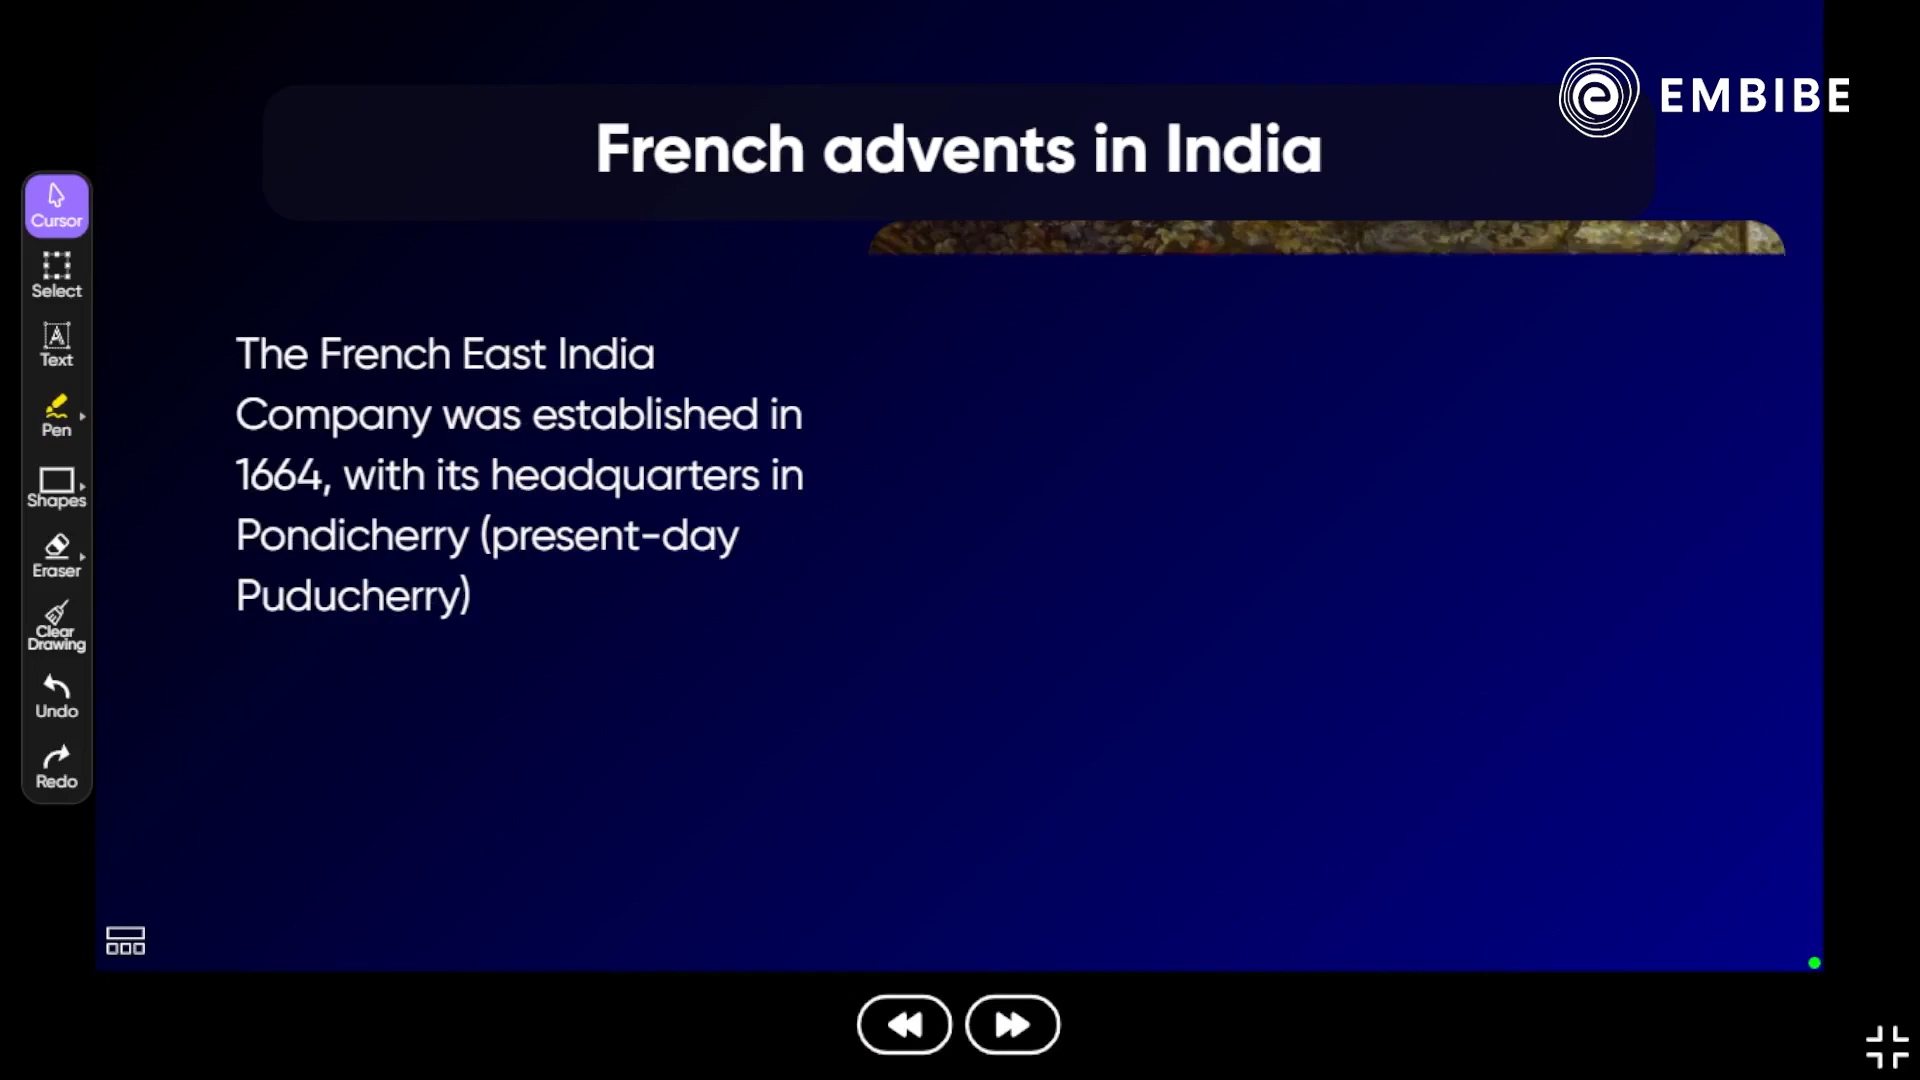 EMBIBE
French advents in India
Cursor
Select
Text
Pen
Shapes
Eraser
Clear
Drawing
Undo
Redo
The French East India
Company was established in
1664, with its headquarters in
Pondicherry (present-day
Puducherry)